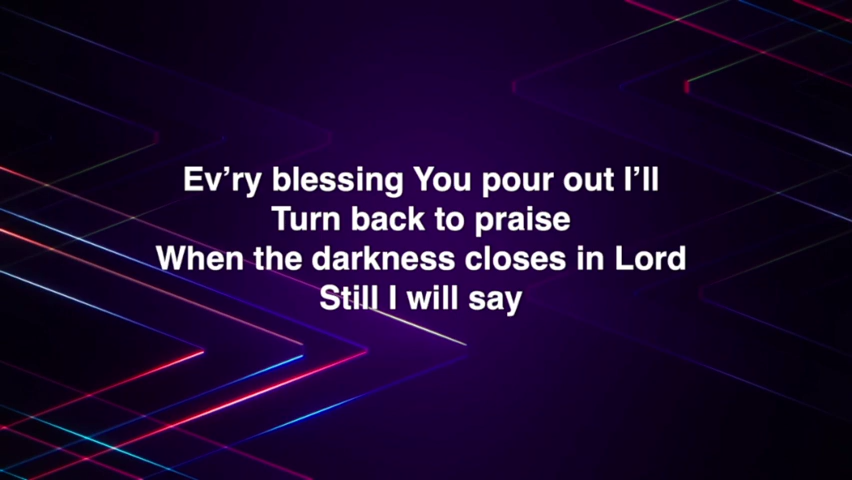 Ev’ry blessing You pour out I’ll
Turn back to praise
When the darkness closes in Lord
Still I will say